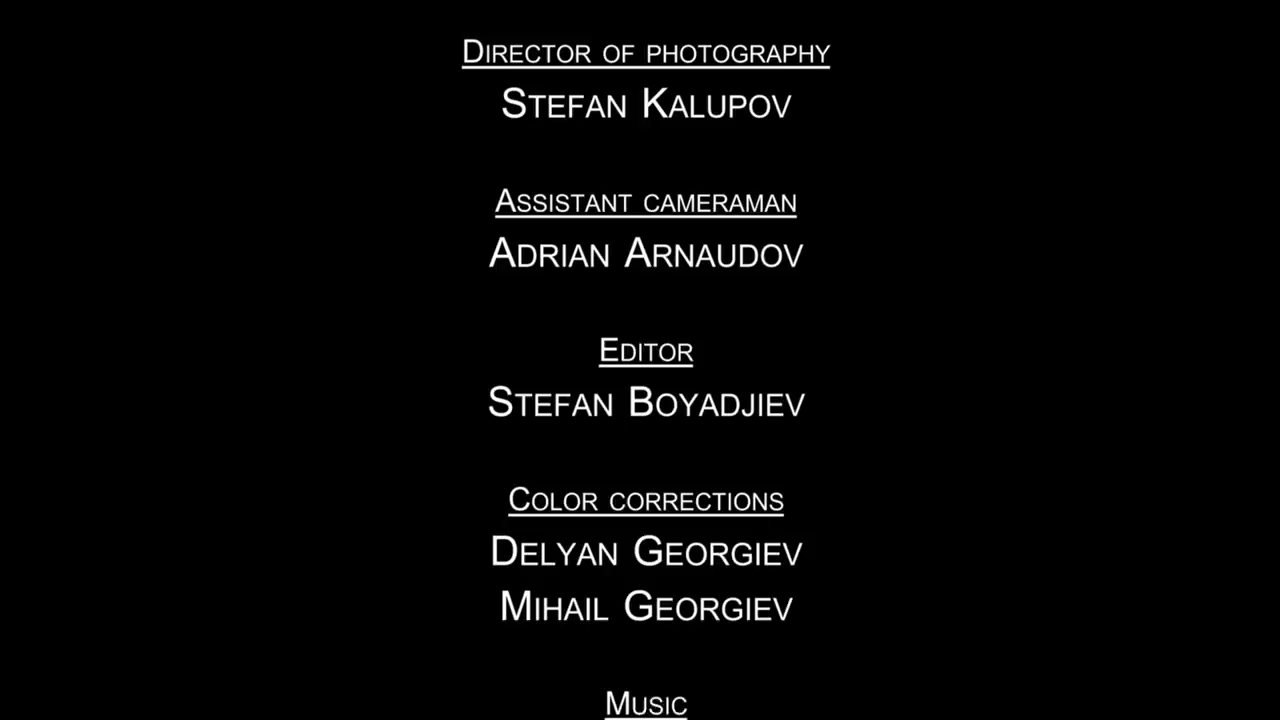 Director of photography
Stefan Kalupov
Assistant cameraman
Adrian Arnaudov
Editor
Stefan Boyadjiev
Color corrections
Delyan Georgiev
Mihail Georgiev
Music